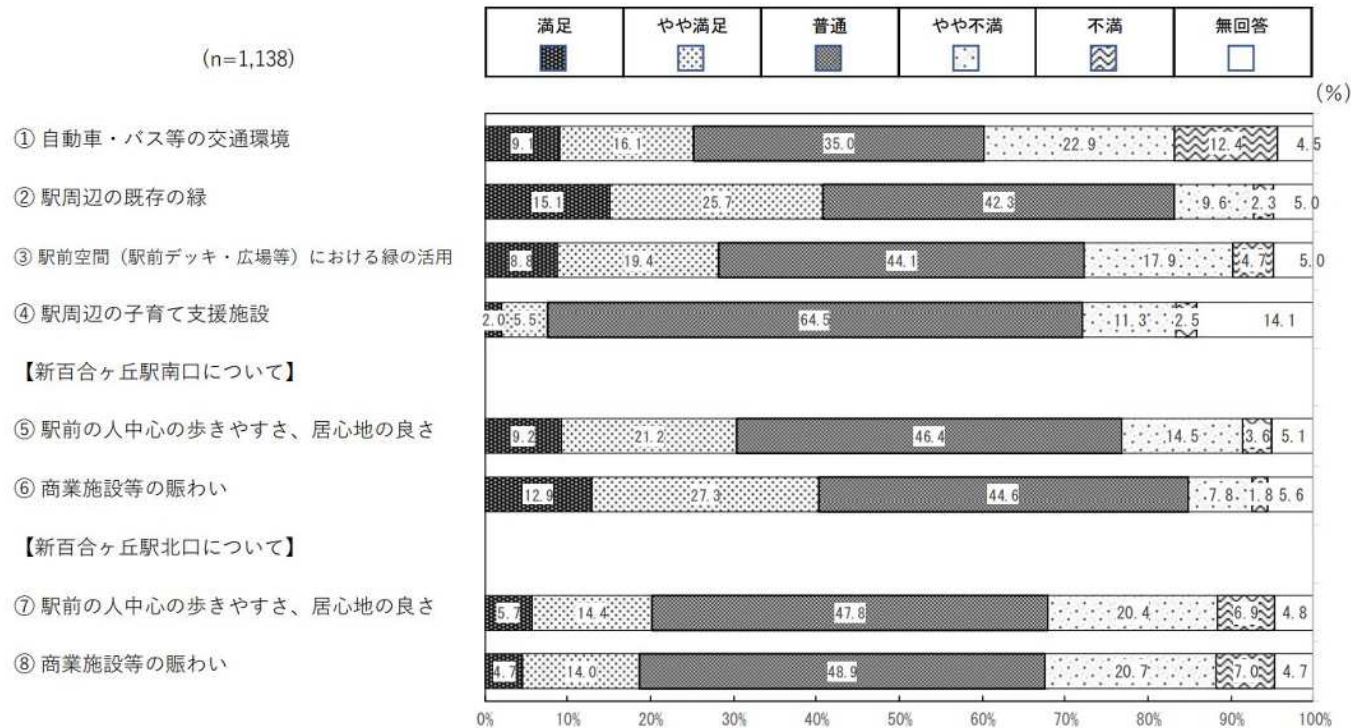 満足 やや満足 普通 やや不満 不満 無回答
(n=1,138)
(%)
① 自動車・バス等の交通環境 9.1 16.1 35.0 22.9 12.4 4.5
② 駅周辺の既存の緑 15.1 25.7 42.3 9.6 2.3 5.0
③ 駅前空間（駅前デッキ・広場等）における緑の活用 8.8 19.4 44.1 17.9 4.7 5.0
④ 駅周辺の子育て支援施設 2.0 5.5 64.5 11.3 2.5 14.1
【新百合ヶ丘駅南口について】
⑤ 駅前の人中心の歩きやすさ、居心地の良さ 9.2 21.2 46.4 14.5 3.6 5.1
⑥ 商業施設等の賑わい 12.9 27.3 44.6 7.8 1.8 5.6
【新百合ヶ丘駅北口について】
⑦ 駅前の人中心の歩きやすさ、居心地の良さ 5.7 14.4 47.8 20.4 6.9 4.8
⑧ 商業施設等の賑わい 4.7 14.0 48.9 20.7 7.0 4.7
0% 10% 20% 30% 40% 50% 60% 70% 80% 90% 100%